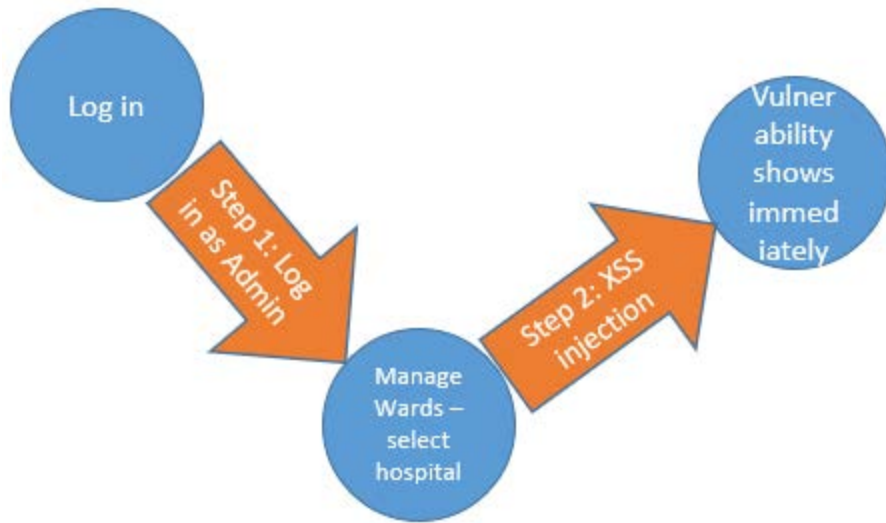 Log in
Step 1: Log
in as Admin
Manage
Wards –
select
hospital
Step 2: XSS
injection
Vulner
ability
shows
immed
iately